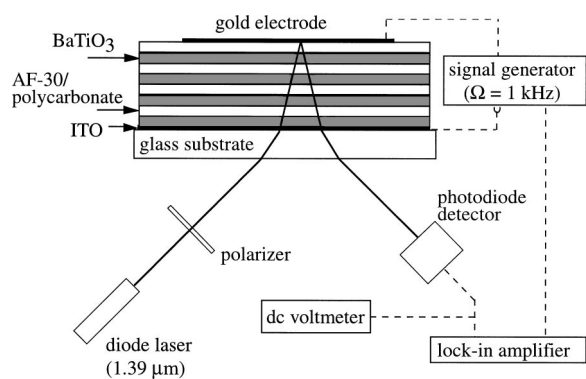 gold electrode
BaTiO3
AF-30/
polycarbonate
ITO
glass substrate
signal generator
(Ω = 1 kHz)
photodiode
detector
polarizer
dc voltmeter
diode laser
(1.39 μm)
lock-in amplifier